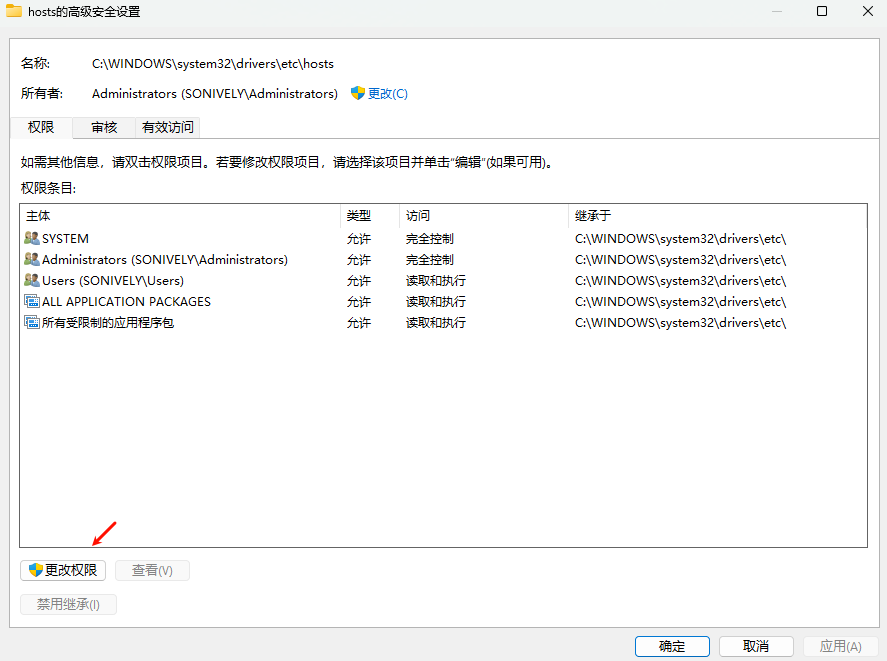 hosts的高级安全设置
名称: C:\WINDOWS\system32\drivers\etc\hosts
所有者: Administrators (SONIVELY\Administrators) 更改(C)
权限 审核 有效访问
如需其他信息，请双击权限项目。若要修改权限项目，请选择该项目并单击“编辑”(如果可用)。
权限条目:
主体 类型 访问 继承于
SYSTEM 允许 完全控制 C:\WINDOWS\system32\drivers\etc\
Administrators (SONIVELY\Administrators) 允许 完全控制 C:\WINDOWS\system32\drivers\etc\
Users (SONIVELY\Users) 允许 读取和执行 C:\WINDOWS\system32\drivers\etc\
ALL APPLICATION PACKAGES 允许 读取和执行 C:\WINDOWS\system32\drivers\etc\
所有受限制的应用程序包 允许 读取和执行 C:\WINDOWS\system32\drivers\etc\
更改权限 查看(V)
禁用继承(I)
确定 取消 应用(A)